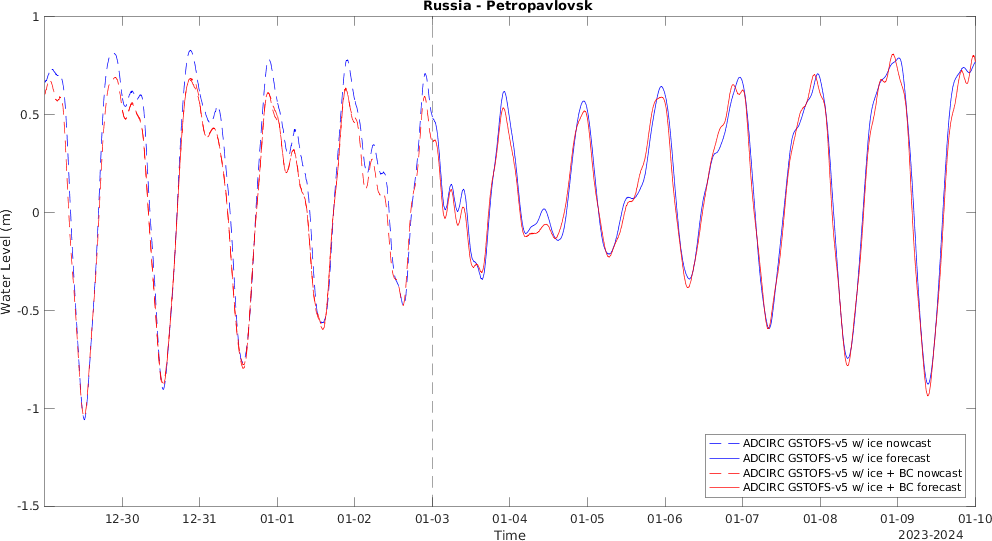 Russia - Petropavlovsk
1
0.5
0
-0.5
-1
-1.5
Water Level (m)
12-30
12-31
01-01
01-02
01-03
01-04
01-05
01-06
01-07
01-08
01-09
01-10
Time
2023-2024
ADCIRC GSTOFS-v5 w/ ice nowcast
ADCIRC GSTOFS-v5 w/ ice forecast
ADCIRC GSTOFS-v5 w/ ice + BC nowcast
ADCIRC GSTOFS-v5 w/ ice + BC forecast